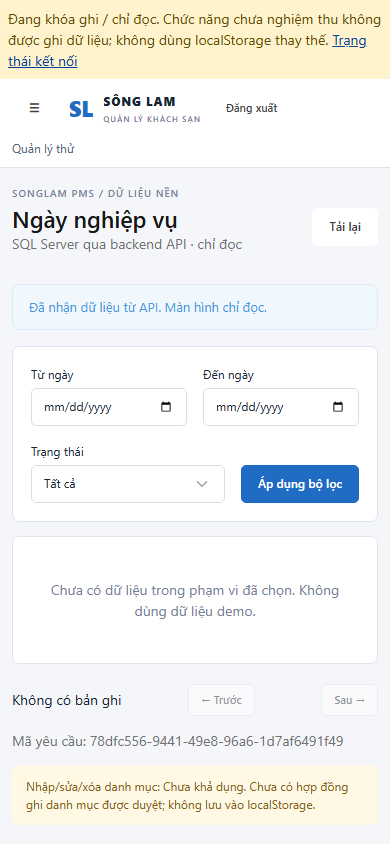 Đang khóa ghi / chỉ đọc. Chức năng chưa nghiệm thu không
được ghi dữ liệu; không dùng localStorage thay thế. Trạng
thái kết nối
☰ SL SÔNG LAM Đăng xuất
QUẢN LÝ KHÁCH SẠN
Quản lý thử
SONGLAM PMS / DỮ LIỆU NỀN
Ngày nghiệp vụ
SQL Server qua backend API · chỉ đọc
Tải lại
Đã nhận dữ liệu từ API. Màn hình chỉ đọc.
Từ ngày Đến ngày
mm/dd/yyyy mm/dd/yyyy
Trạng thái
Tất cả Áp dụng bộ lọc
Chưa có dữ liệu trong phạm vi đã chọn. Không
dùng dữ liệu demo.
Không có bản ghi ← Trước Sau →
Mã yêu cầu: 78dfc556-9441-49e8-96a6-1d7af6491f49
Nhập/sửa/xóa danh mục: Chưa khả dụng. Chưa có hợp đồng
ghi danh mục được duyệt; không lưu vào localStorage.